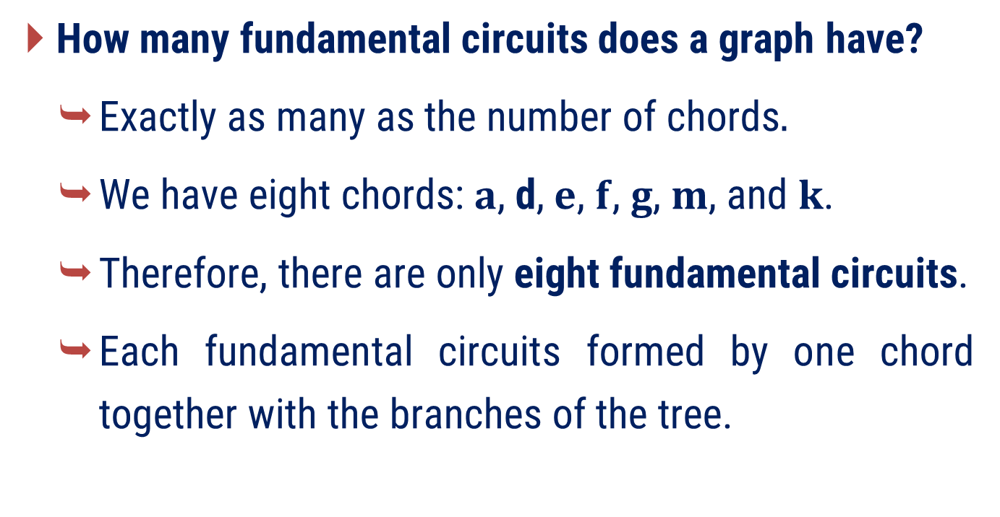 How many fundamental circuits does a graph have?
Exactly as many as the number of chords.
We have eight chords: a, d, e, f, g, m, and k.
Therefore, there are only eight fundamental circuits.
Each fundamental circuits formed by one chord
together with the branches of the tree.